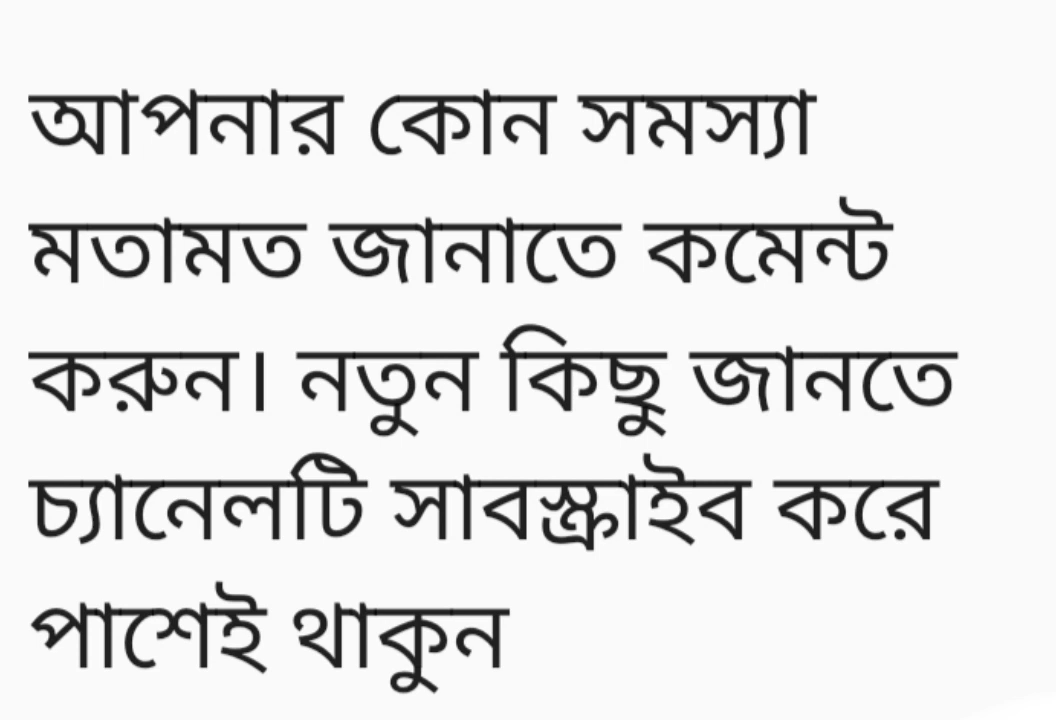 আপনার কোন সমস্যা
মতামত জানাতে কমেন্ট
করুন। নতুন কিছু জানতে
চ্যানেলটি সাবস্ক্রাইব করে
পাশেই থাকুন